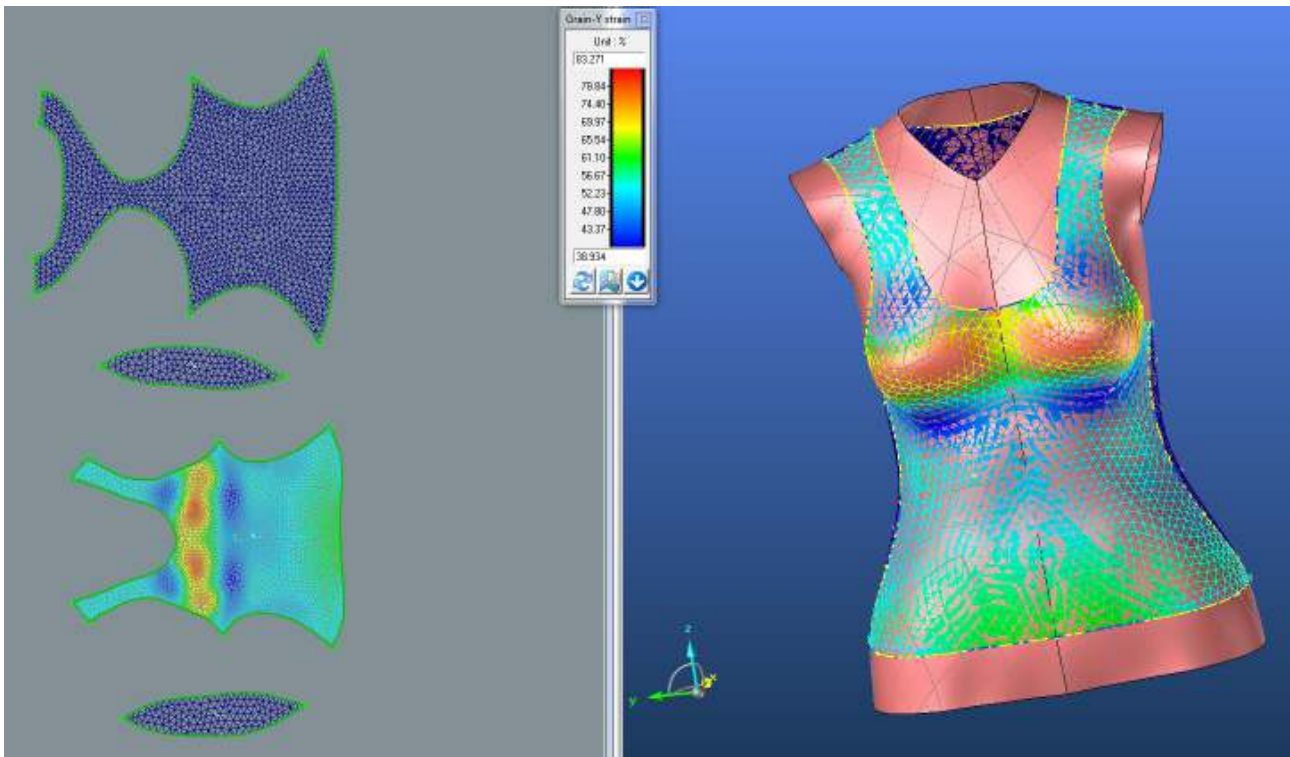 Grain-Y strain
Unit : %
83.271
78.84
74.40
69.97
65.54
61.10
56.67
52.23
47.80
43.37
38.934
z
x
y